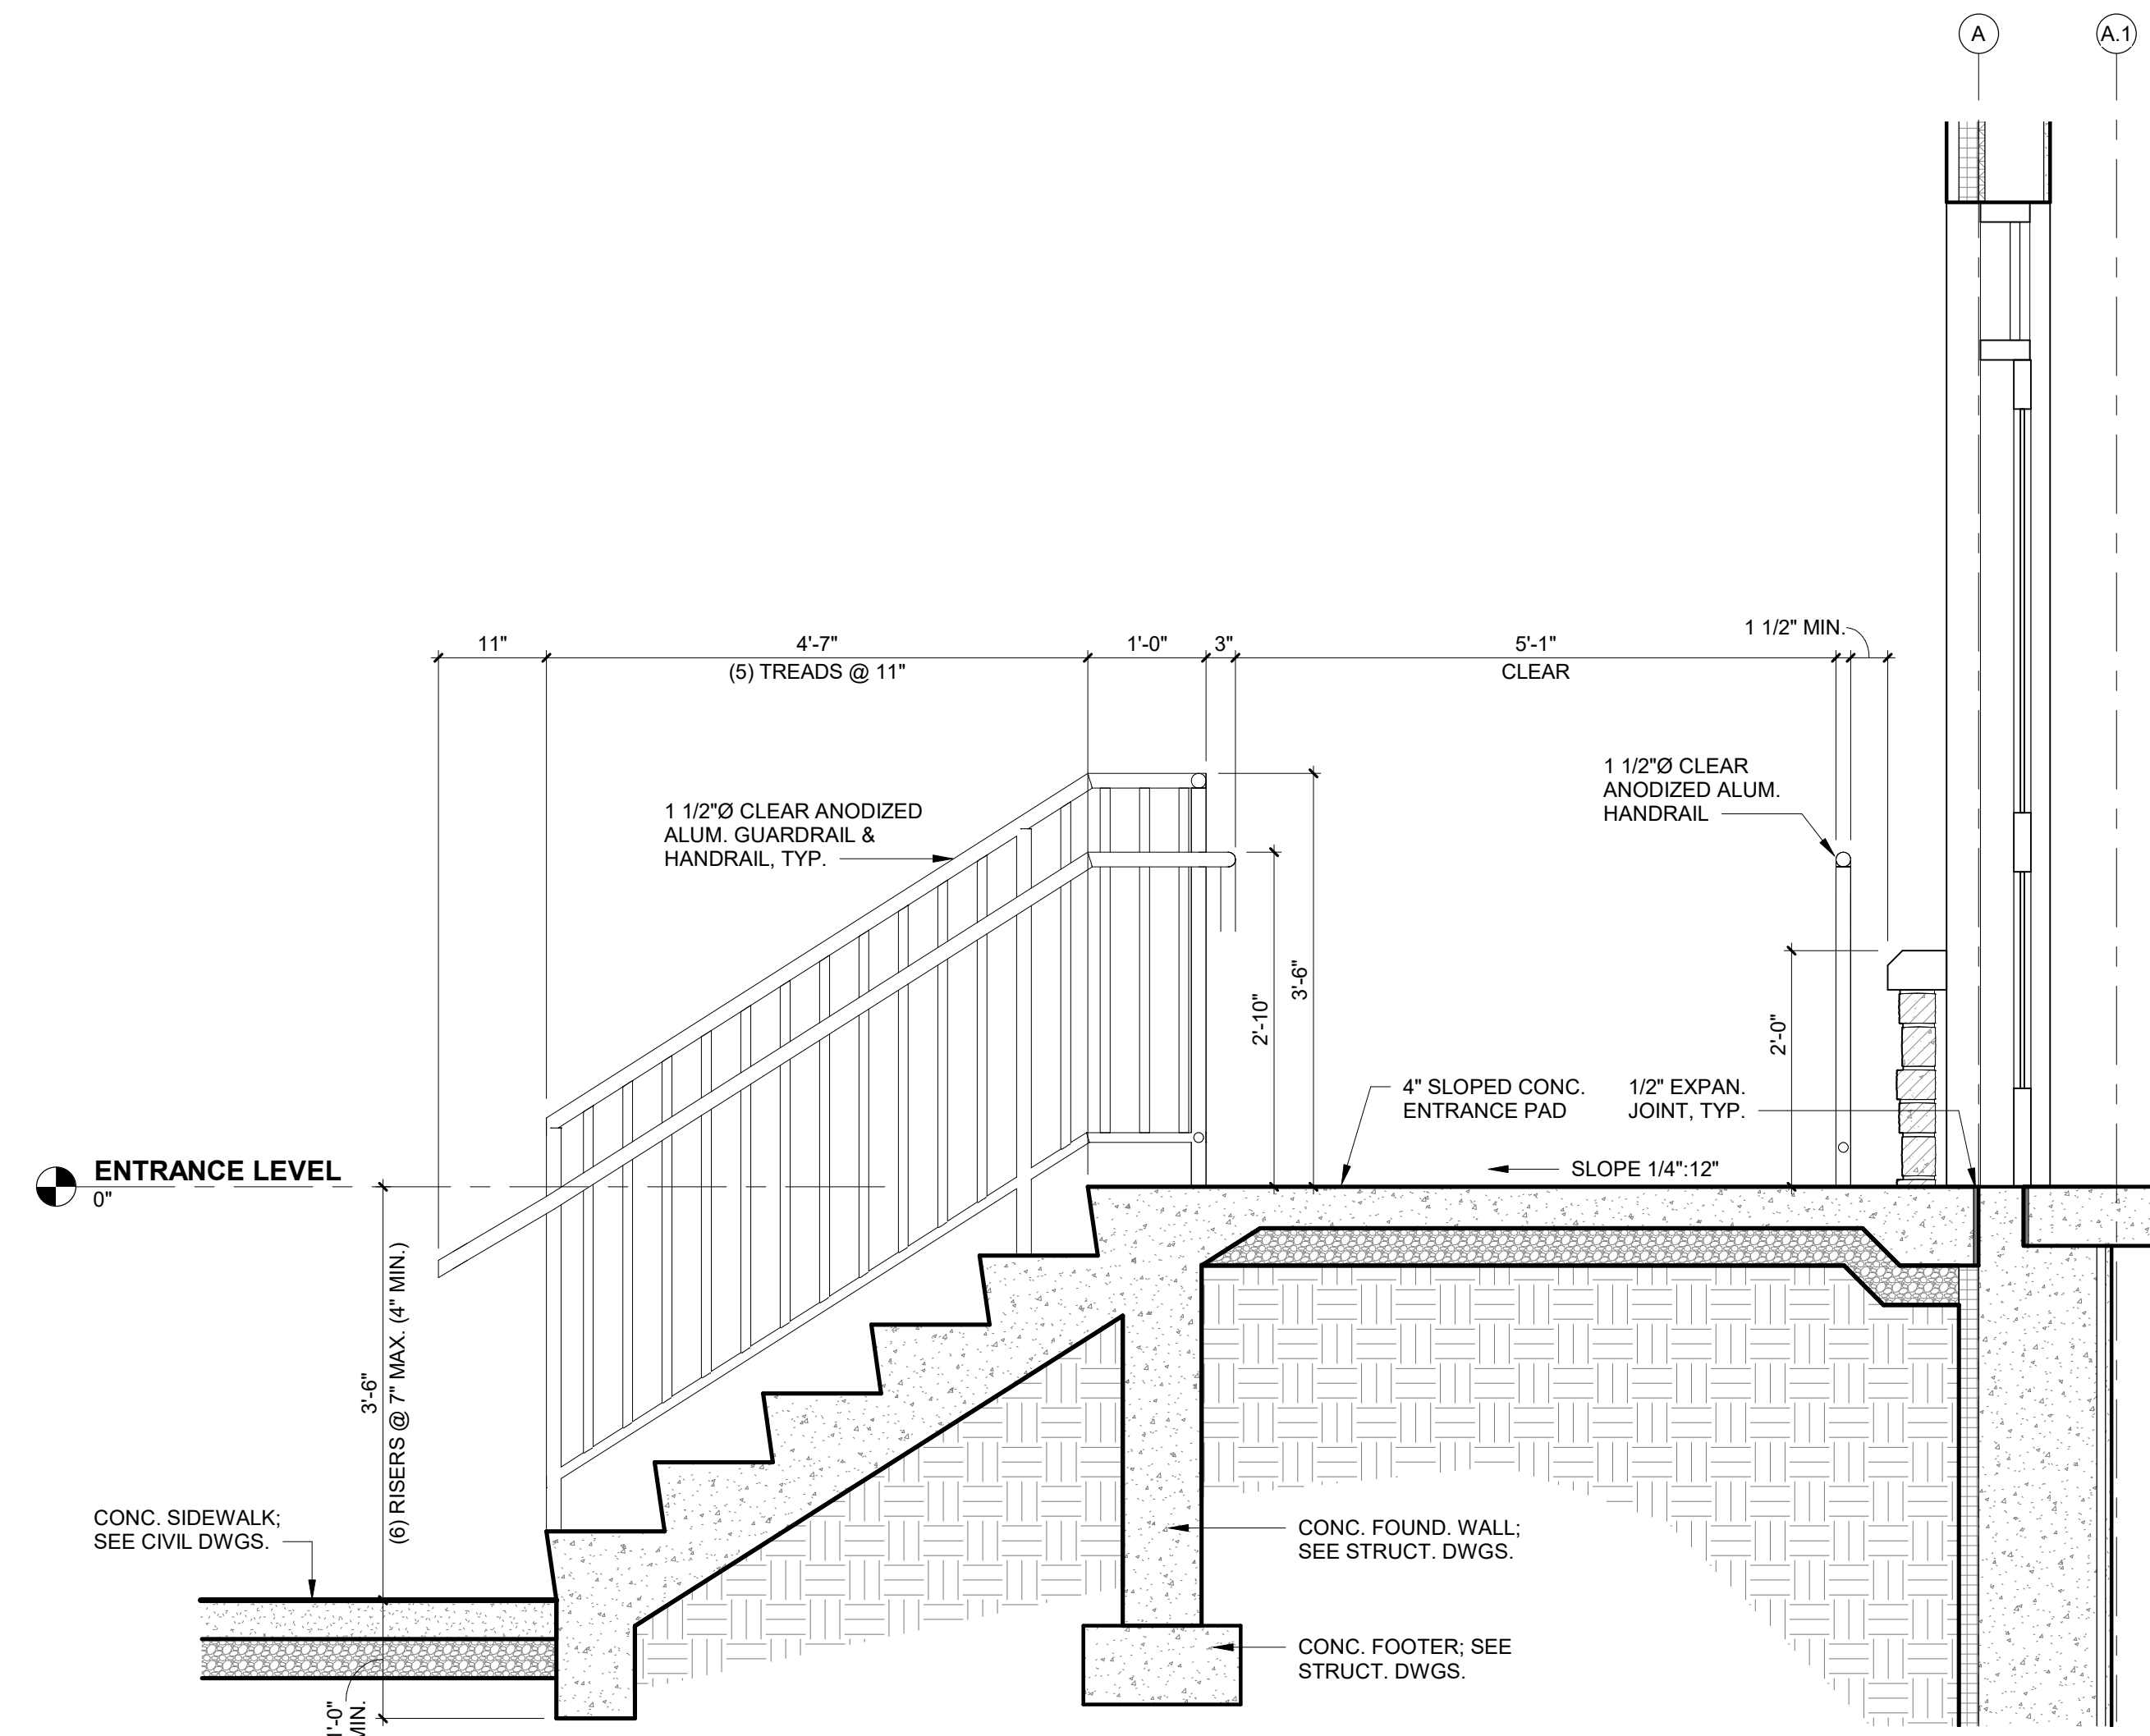 A
A.1
11"
4'-7"
1'-0"
3"
5'-1"
1 1/2" MIN.
(5) TREADS @ 11"
CLEAR
1 1/2"Ø CLEAR ANODIZED
ALUM. GUARDRAIL &
HANDRAIL, TYP.
1 1/2"Ø CLEAR
ANODIZED ALUM.
HANDRAIL
2'-10"
3'-6"
2'-0"
4" SLOPED CONC.
ENTRANCE PAD
1/2" EXPAN.
JOINT, TYP.
SLOPE 1/4":12"
ENTRANCE LEVEL
0"
3'-6"
(6) RISERS @ 7" MAX. (4" MIN.)
CONC. SIDEWALK;
SEE CIVIL DWGS.
CONC. FOUND. WALL;
SEE STRUCT. DWGS.
CONC. FOOTER; SEE
STRUCT. DWGS.
1'-0"
MIN.